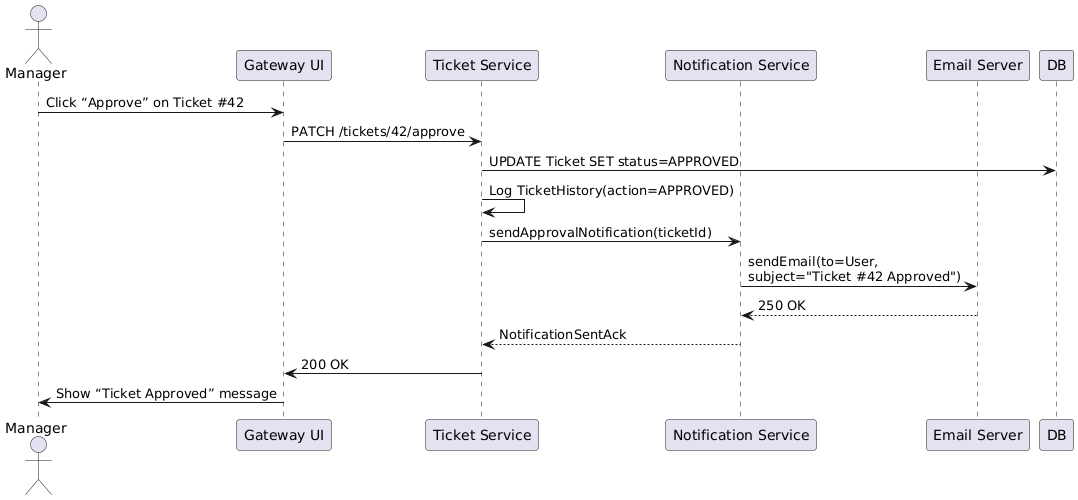 Manager
Gateway UI
Ticket Service
Notification Service
Email Server
DB
Click “Approve” on Ticket #42
PATCH /tickets/42/approve
UPDATE Ticket SET status=APPROVED
Log TicketHistory(action=APPROVED)
sendApprovalNotification(ticketId)
sendEmail(to=User,
subject="Ticket #42 Approved")
250 OK
NotificationSentAck
200 OK
Show “Ticket Approved” message
Manager
Gateway UI
Ticket Service
Notification Service
Email Server
DB